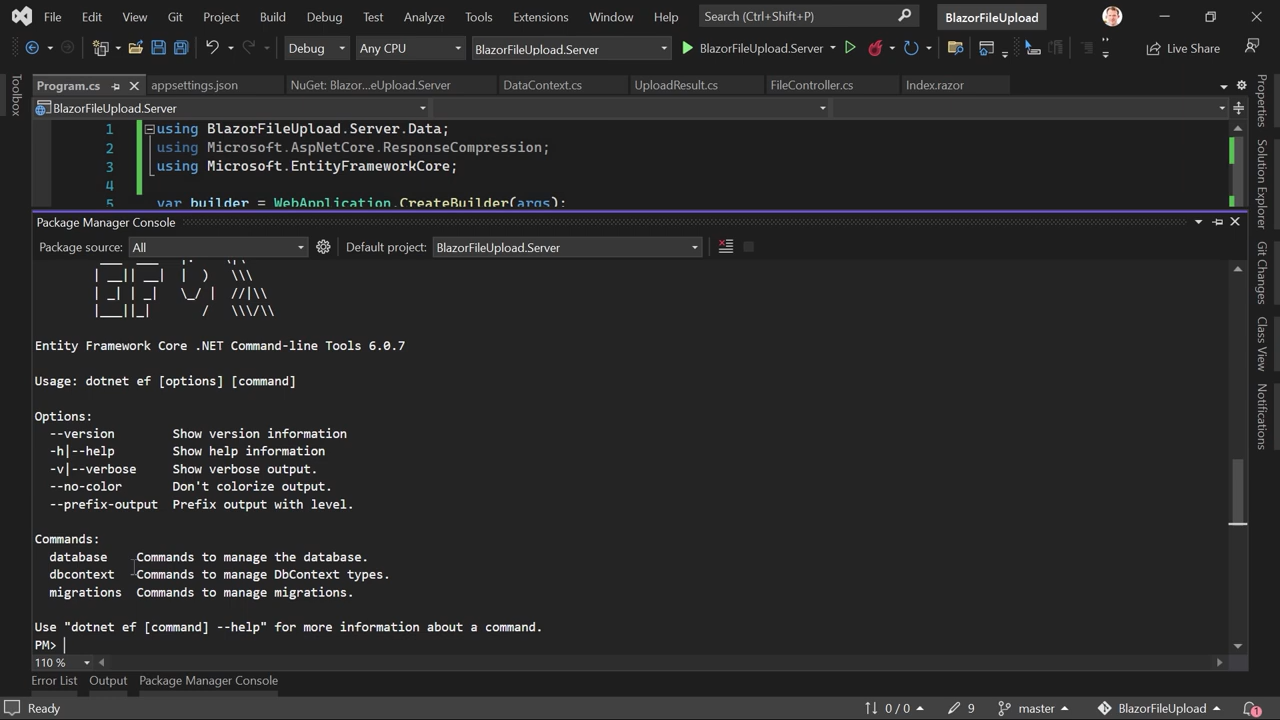 File Edit View Git Project Build Debug Test Analyze Tools Extensions Window Help Search (Ctrl+Shift+P) BlazorFileUpload
Debug Any CPU BlazorFileUpload.Server BlazorFileUpload.Server Live Share
Program.cs appsettings.json NuGet: Blazor...eUpload.Server DataContext.cs UploadResult.cs FileController.cs Index.razor
BlazorFileUpload.Server
1 using BlazorFileUpload.Server.Data;
2 using Microsoft.AspNetCore.ResponseCompression;
3 using Microsoft.EntityFrameworkCore;
4
5 var builder = WebApplication.CreateBuilder(args);
Package Manager Console
Package source: All Default project: BlazorFileUpload.Server
Entity Framework Core .NET Command-line Tools 6.0.7
Usage: dotnet ef [options] [command]
Options:
--version Show version information
-h|--help Show help information
-v|--verbose Show verbose output.
--no-color Don't colorize output.
--prefix-output Prefix output with level.
Commands:
database Commands to manage the database.
dbcontext Commands to manage DbContext types.
migrations Commands to manage migrations.
Use "dotnet ef [command] --help" for more information about a command.
PM>
110 %
Error List Output Package Manager Console
Ready 0 / 0 9 master BlazorFileUpload 1
Toolbox
Properties
Solution Explorer
Git Changes
Class View
Notifications